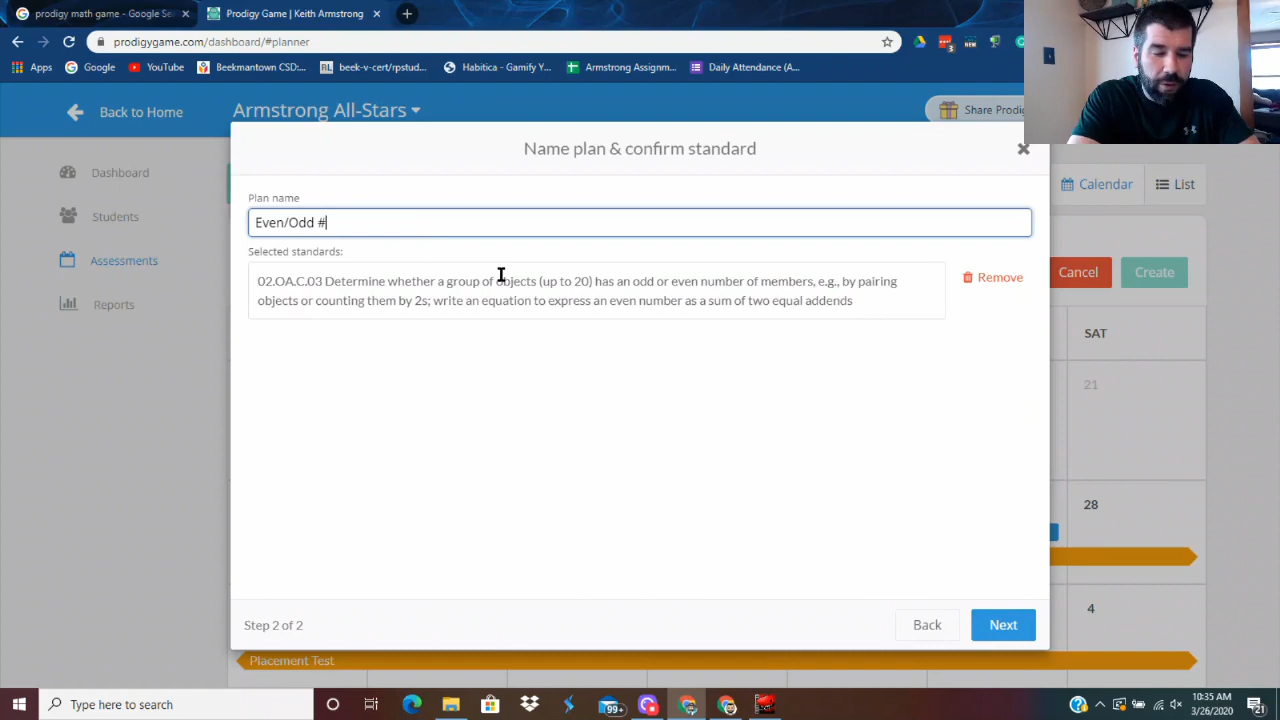 prodigy math game - Google Se
Prodigy Game | Keith Armstrong
prodigygame.com/dashboard/#planner
3
Apps
Google
YouTube
Beekmantown CSD:...
RL
beek-v-cert/rpstud...
Habitica - Gamify Y...
Armstrong Assignm...
Daily Attendance (A...
Back to Home
Armstrong All-Stars
Share Prodi
Name plan & confirm standard
Dashboard
Students
Assessments
Reports
Calendar
List
Plan name
Even/Odd #
Selected standards:
02.OA.C.03 Determine whether a group of objects (up to 20) has an odd or even number of members, e.g., by pairing
objects or counting them by 2s; write an equation to express an even number as a sum of two equal addends
Remove
Cancel
Create
SAT
21
28
4
Step 2 of 2
Back
Next
Placement Test
Type here to search
99+
10:35 AM
3/26/2020
21